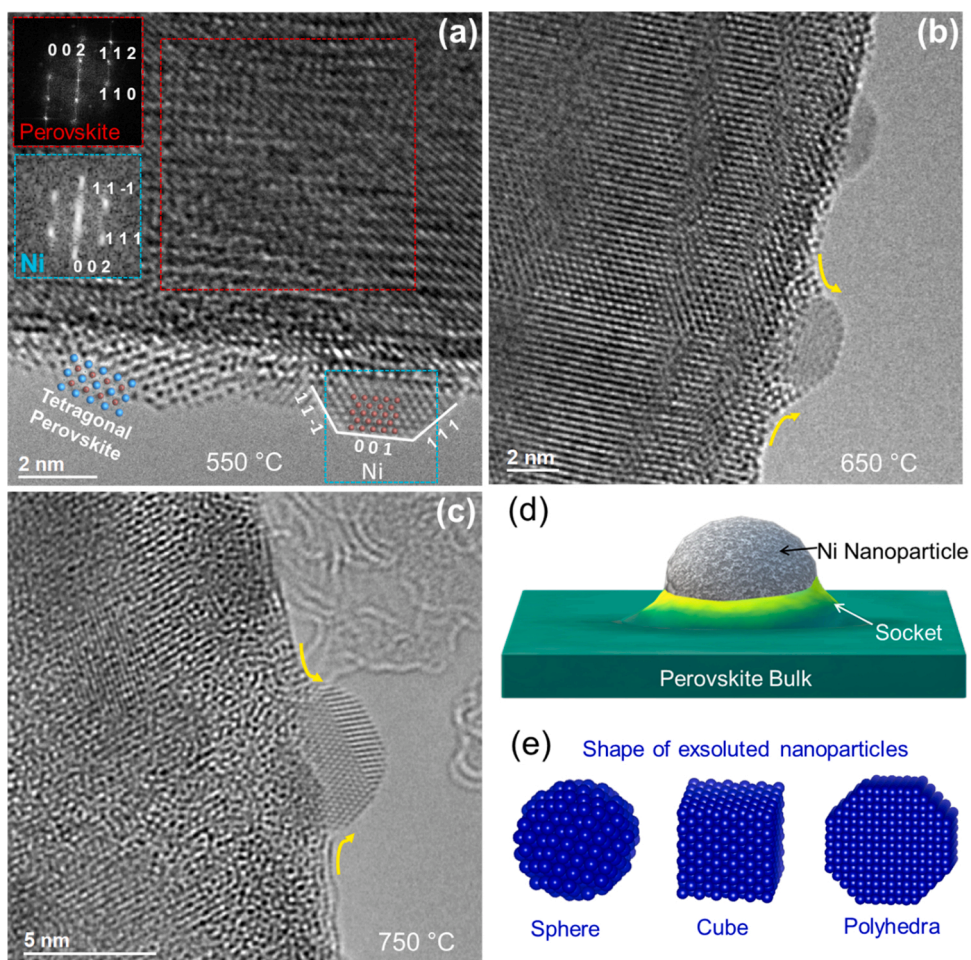 (a)
0 0 2
1 1 2
1 1 0
Perovskite
1 1 -1
1 1 1
0 0 2
Ni
Tetragonal
Perovskite
2 nm
550 °C
1 1 -1
0 0 1
1 1 1
Ni
(b)
2 nm
650 °C
(c)
5 nm
750 °C
(d)
Ni Nanoparticle
Socket
Perovskite Bulk
(e)
Shape of exsoluted nanoparticles
Sphere
Cube
Polyhedra